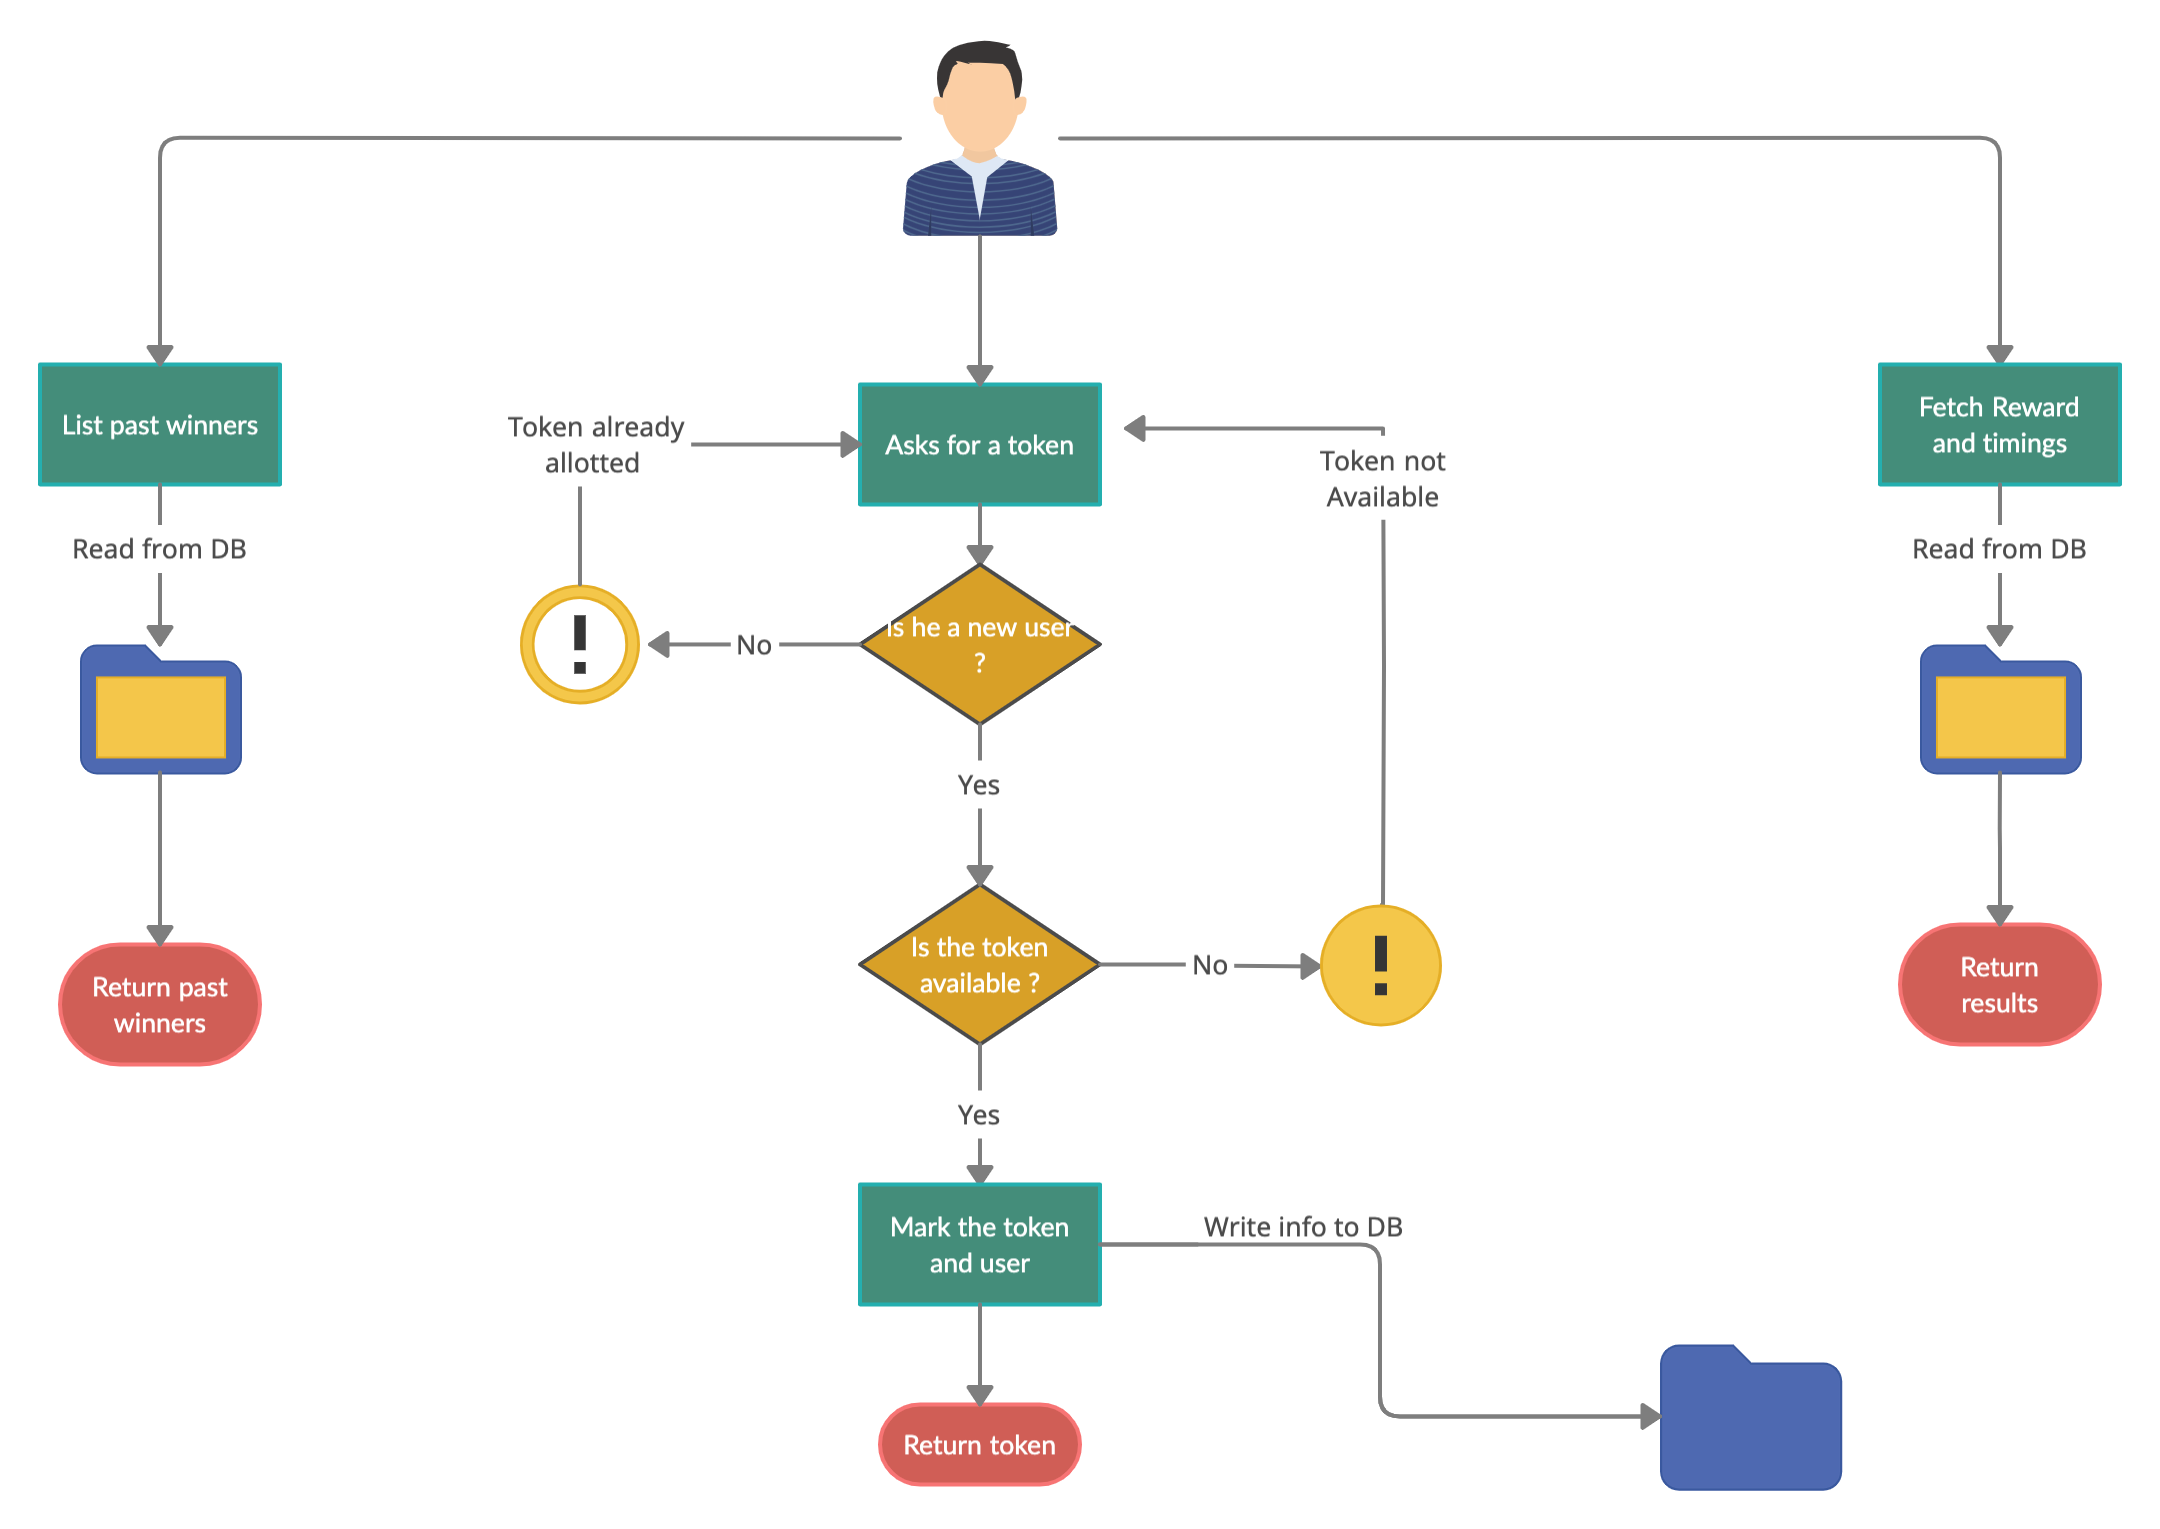 List past winners
Read from DB
Return past
winners
Token already
allotted
Asks for a token
Is he a new user
?
No
Yes
Is the token
available ?
No
Token not
Available
Yes
Mark the token
and user
Write info to DB
Return token
Fetch Reward
and timings
Read from DB
Return
results